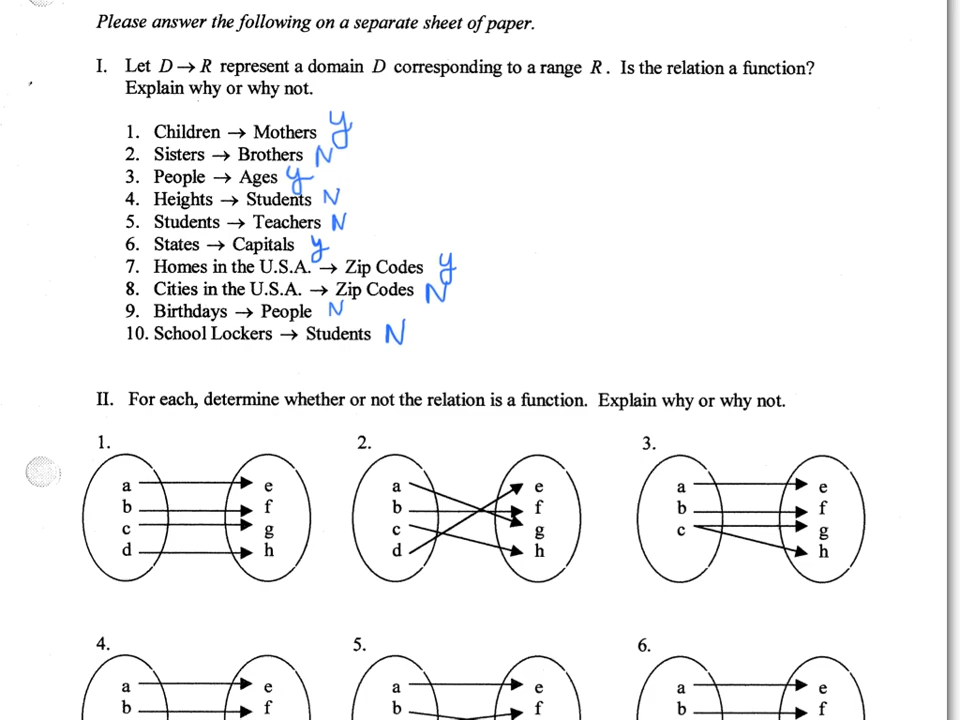 Please answer the following on a separate sheet of paper.
I. Let D → R represent a domain D corresponding to a range R. Is the relation a function?
Explain why or why not.
1. Children → Mothers y
2. Sisters → Brothers N
3. People → Ages y
4. Heights → Students N
5. Students → Teachers N
6. States → Capitals y
7. Homes in the U.S.A. → Zip Codes y
8. Cities in the U.S.A. → Zip Codes N
9. Birthdays → People N
10. School Lockers → Students N
II. For each, determine whether or not the relation is a function. Explain why or why not.
1. 2. 3.
a e a e a e
b f b f b f
c g c g c g
d h d h h
4. 5. 6.
a e a e a e
b f b f b f